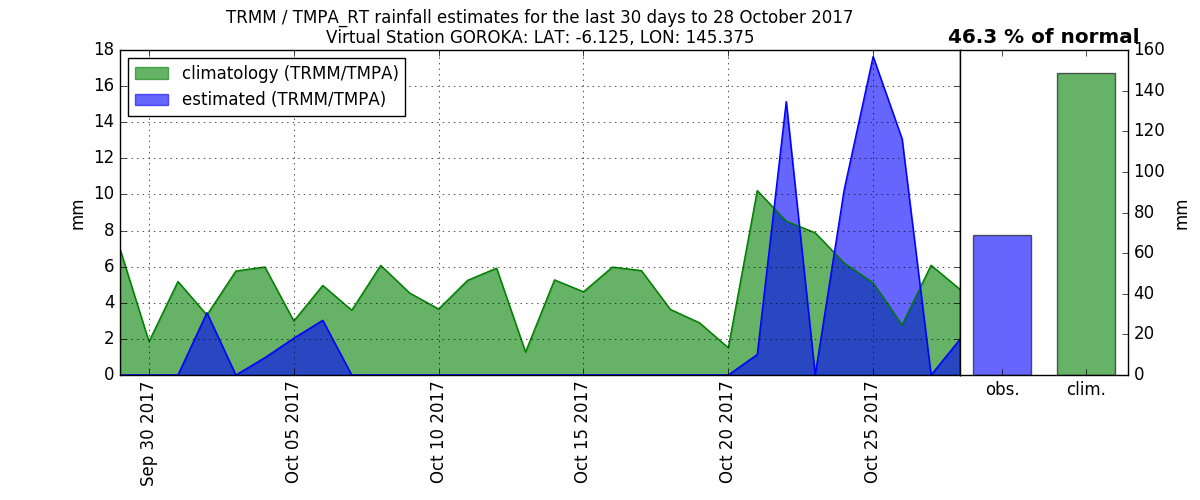 TRMM / TMPA_RT rainfall estimates for the last 30 days to 28 October 2017
Virtual Station GOROKA: LAT: -6.125, LON: 145.375
46.3 % of normal
climatology (TRMM/TMPA)
estimated (TRMM/TMPA)
18
16
14
12
10
8
6
4
2
0
mm
Sep 30 2017
Oct 05 2017
Oct 10 2017
Oct 15 2017
Oct 20 2017
Oct 25 2017
160
140
120
100
80
60
40
20
0
mm
obs.
clim.